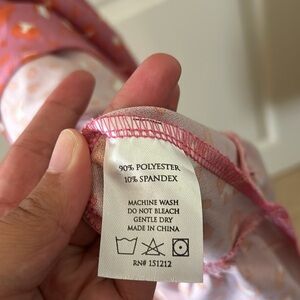 90% POLYESTER
10% SPANDEX
MACHINE WASH
DO NOT BLEACH
GENTLE DRY
MADE IN CHINA
RN# 151212